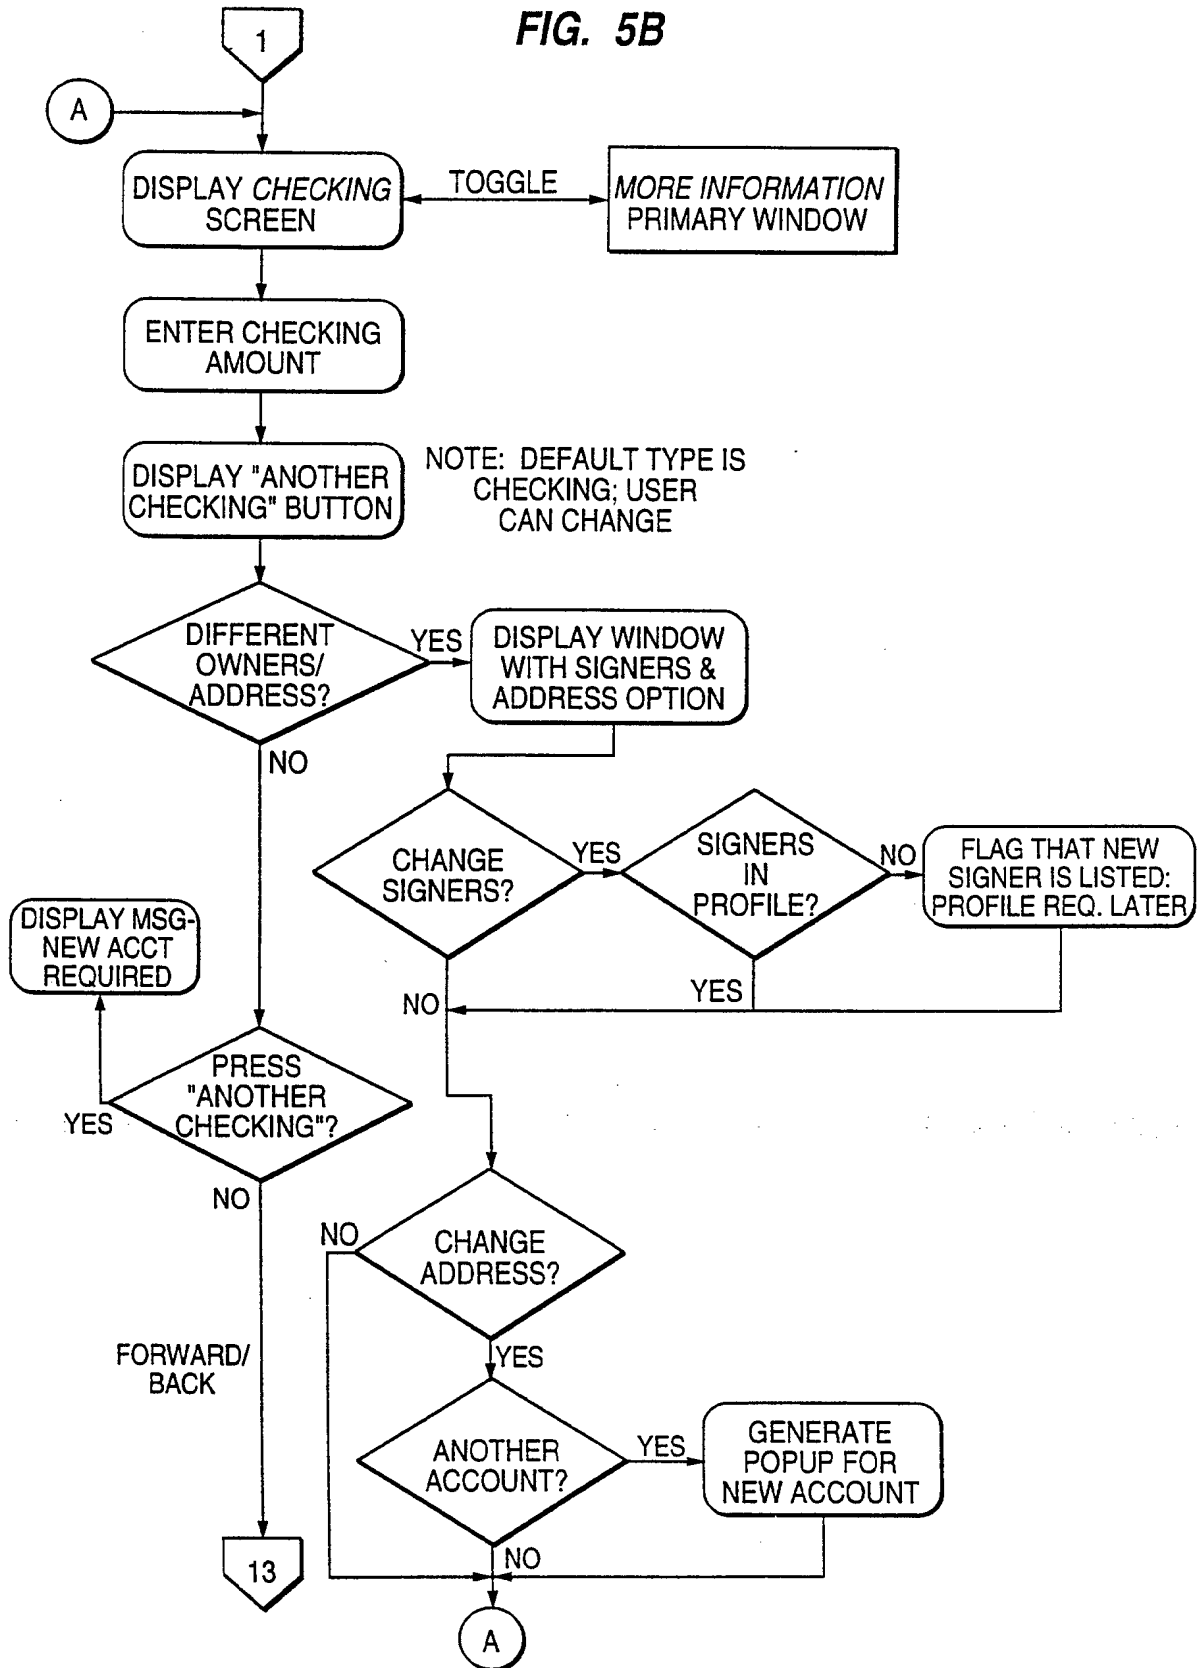 FIG. 5B
1
A
DISPLAY CHECKING
SCREEN
TOGGLE
MORE INFORMATION
PRIMARY WINDOW
ENTER CHECKING
AMOUNT
DISPLAY "ANOTHER
CHECKING" BUTTON
NOTE: DEFAULT TYPE IS
CHECKING; USER
CAN CHANGE
DIFFERENT
OWNERS/
ADDRESS?
YES
DISPLAY WINDOW
WITH SIGNERS &
ADDRESS OPTION
NO
CHANGE
SIGNERS?
YES
SIGNERS
IN
PROFILE?
NO
FLAG THAT NEW
SIGNER IS LISTED:
PROFILE REQ. LATER
DISPLAY MSG-
NEW ACCT
REQUIRED
NO
YES
PRESS
"ANOTHER
CHECKING"?
YES
NO
NO
CHANGE
ADDRESS?
YES
FORWARD/
BACK
ANOTHER
ACCOUNT?
YES
GENERATE
POPUP FOR
NEW ACCOUNT
NO
13
A